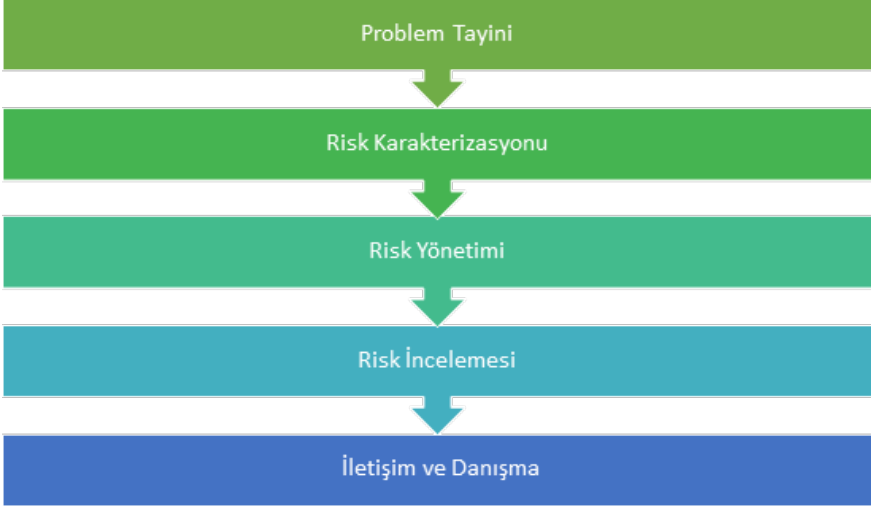 Problem Tayini
Risk Karakterizasyonu
Risk Yönetimi
Risk İncelemesi
İletişim ve Danışma